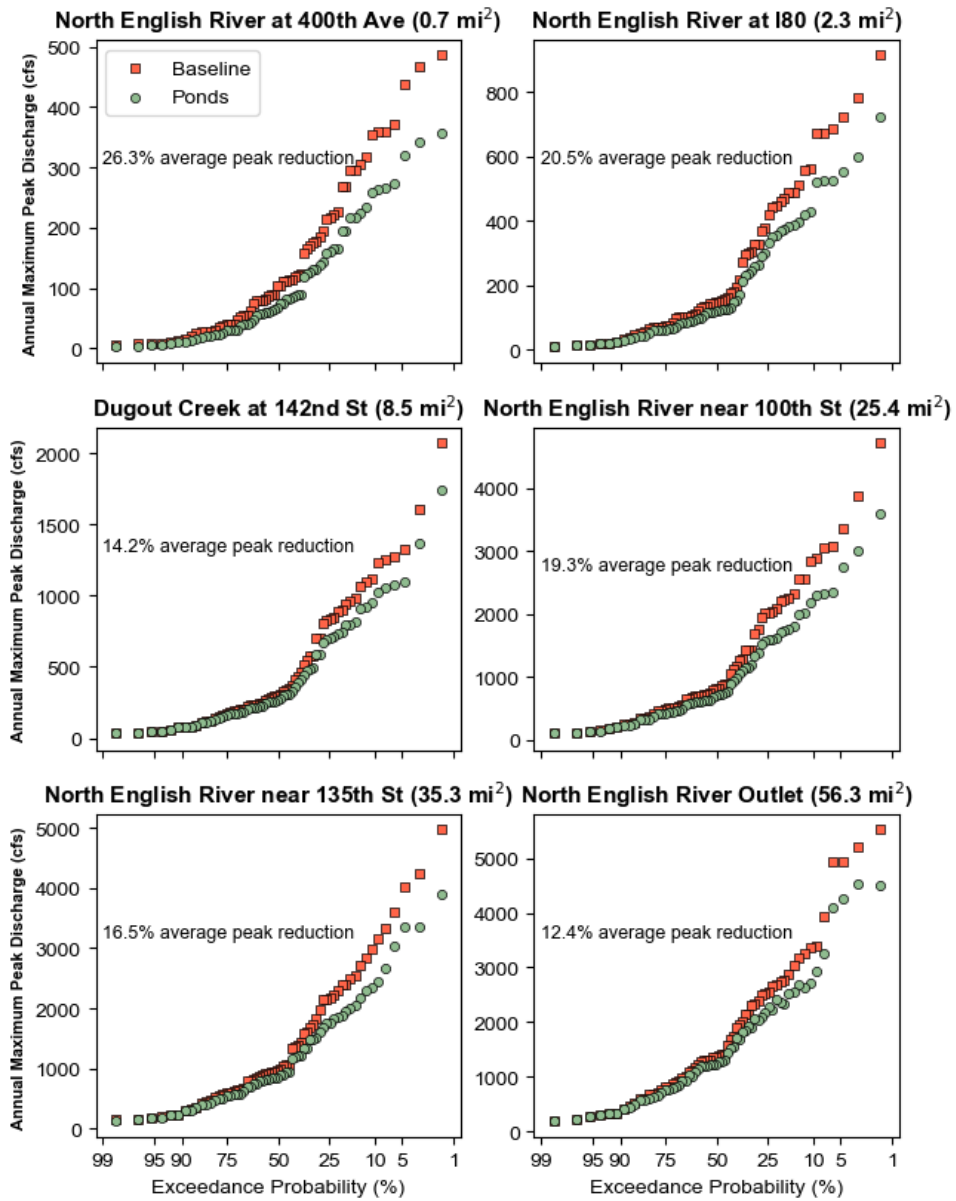 North English River at 400th Ave (0.7 mi²)
Annual Maximum Peak Discharge (cfs)
500
400
300
200
100
0
Baseline
Ponds
26.3% average peak reduction
North English River at I80 (2.3 mi²)
800
600
400
200
0
20.5% average peak reduction
Dugout Creek at 142nd St (8.5 mi²)
Annual Maximum Peak Discharge (cfs)
2000
1500
1000
500
0
14.2% average peak reduction
North English River near 100th St (25.4 mi²)
4000
3000
2000
1000
0
19.3% average peak reduction
North English River near 135th St (35.3 mi²)
Annual Maximum Peak Discharge (cfs)
5000
4000
3000
2000
1000
0
16.5% average peak reduction
99 95 90 75 50 25 10 5 1
Exceedance Probability (%)
North English River Outlet (56.3 mi²)
5000
4000
3000
2000
1000
0
12.4% average peak reduction
99 95 90 75 50 25 10 5 1
Exceedance Probability (%)